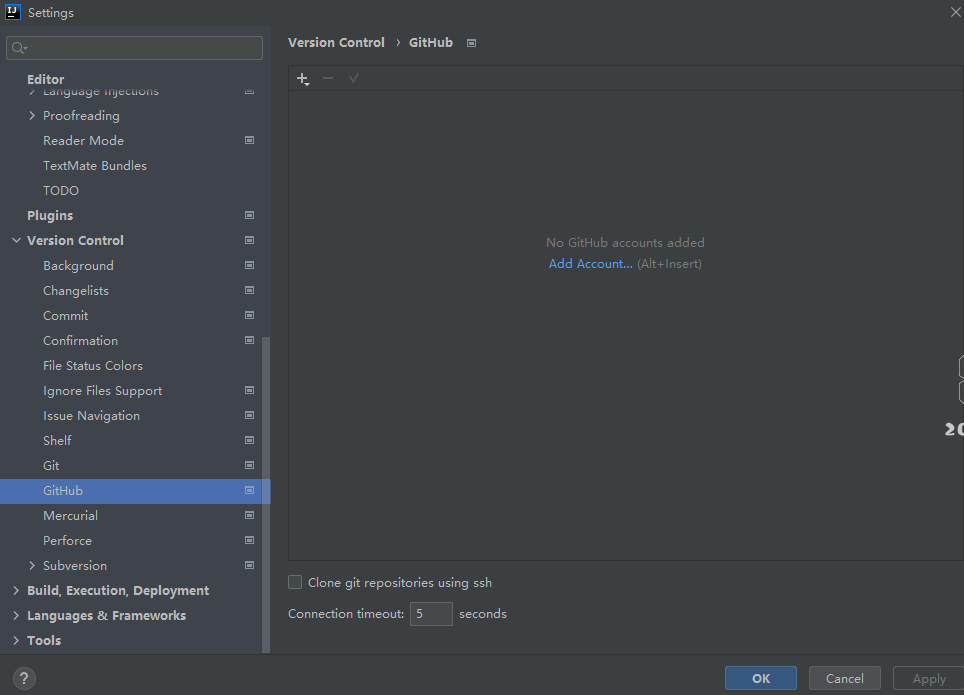 IJ
Settings
Editor
Language Injections
Proofreading
Reader Mode
TextMate Bundles
TODO
Plugins
Version Control
Background
Changelists
Commit
Confirmation
File Status Colors
Ignore Files Support
Issue Navigation
Shelf
Git
GitHub
Mercurial
Perforce
Subversion
Build, Execution, Deployment
Languages & Frameworks
Tools
?
Version Control › GitHub
No GitHub accounts added
Add Account... (Alt+Insert)
20
Clone git repositories using ssh
Connection timeout: 5 seconds
OK Cancel Apply